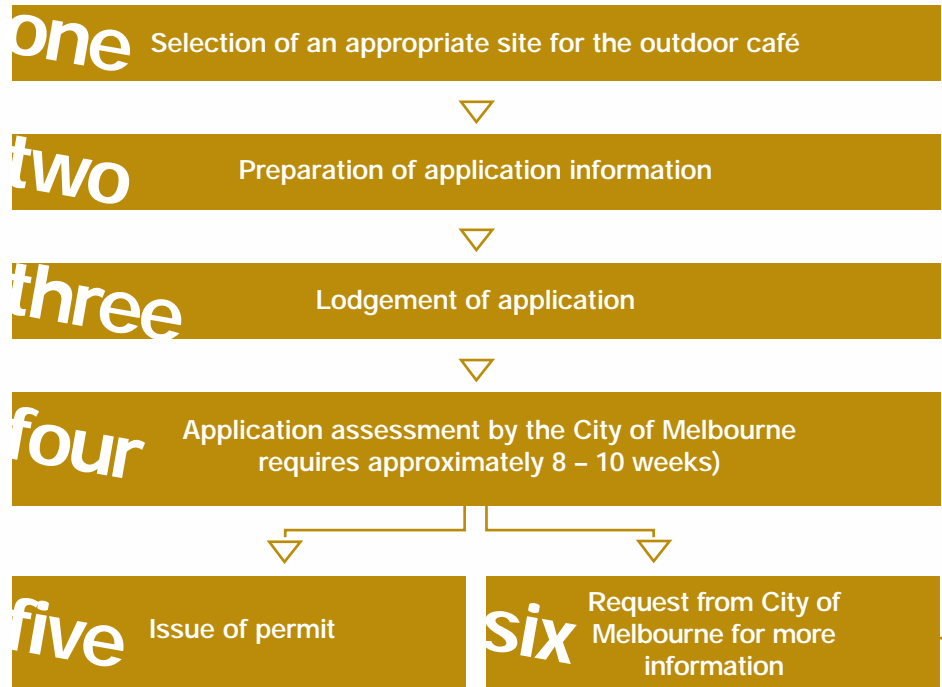 one
Selection of an appropriate site for the outdoor café
two
Preparation of application information
three
Lodgement of application
four
Application assessment by the City of Melbourne
requires approximately 8 – 10 weeks)
five
Issue of permit
six
Request from City of
Melbourne for more
information